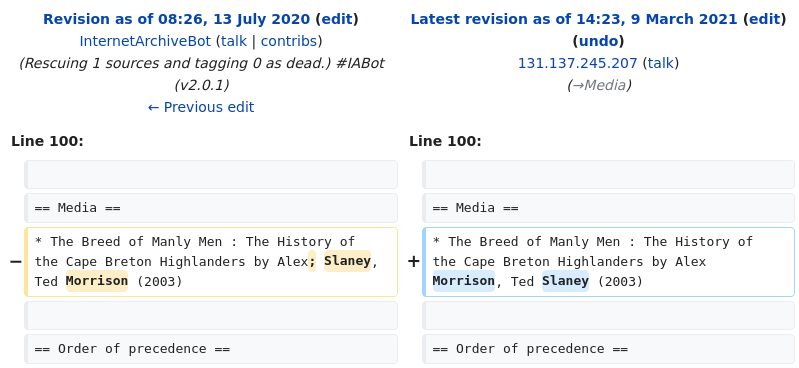 Revision as of 08:26, 13 July 2020 (edit)
InternetArchiveBot (talk | contribs)
(Rescuing 1 sources and tagging 0 as dead.) #IABot
(v2.0.1)
← Previous edit
Latest revision as of 14:23, 9 March 2021 (edit)
(undo)
131.137.245.207 (talk)
(→Media)
Line 100:
== Media ==
− * The Breed of Manly Men : The History of
the Cape Breton Highlanders by Alex; Slaney,
Ted Morrison (2003)
== Order of precedence ==
Line 100:
== Media ==
+ * The Breed of Manly Men : The History of
the Cape Breton Highlanders by Alex
Morrison, Ted Slaney (2003)
== Order of precedence ==